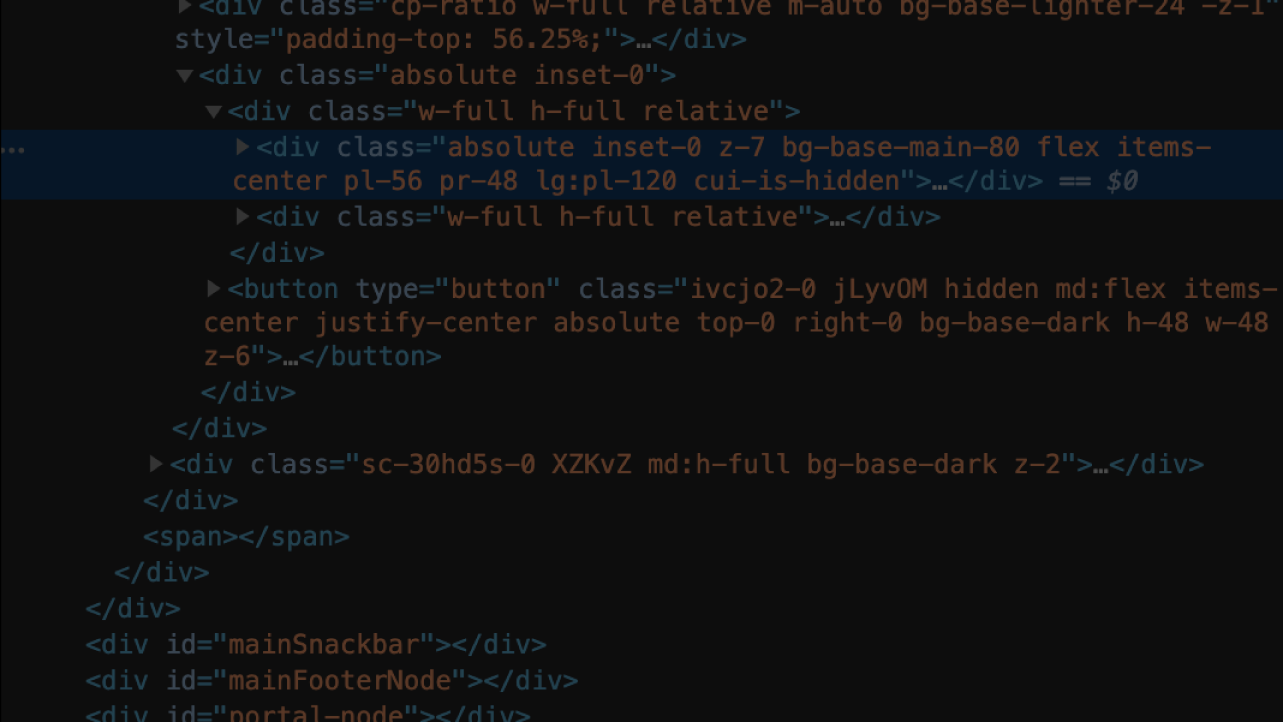 <div class="cp-ratio w-full relative m-auto bg-base-lighter-24 -z-1"
style="padding-top: 56.25%;">…</div>
<div class="absolute inset-0">
<div class="w-full h-full relative">
<div class="absolute inset-0 z-7 bg-base-main-80 flex items-
center pl-56 pr-48 lg:pl-120 cui-is-hidden">…</div> == $0
<div class="w-full h-full relative">…</div>
</div>
<button type="button" class="ivcjo2-0 jLyvOM hidden md:flex items-
center justify-center absolute top-0 right-0 bg-base-dark h-48 w-48
z-6">…</button>
</div>
</div>
<div class="sc-30hd5s-0 XZKvZ md:h-full bg-base-dark z-2">…</div>
</div>
<span></span>
</div>
</div>
<div id="mainSnackbar"></div>
<div id="mainFooterNode"></div>
<div id="portal-node"></div>